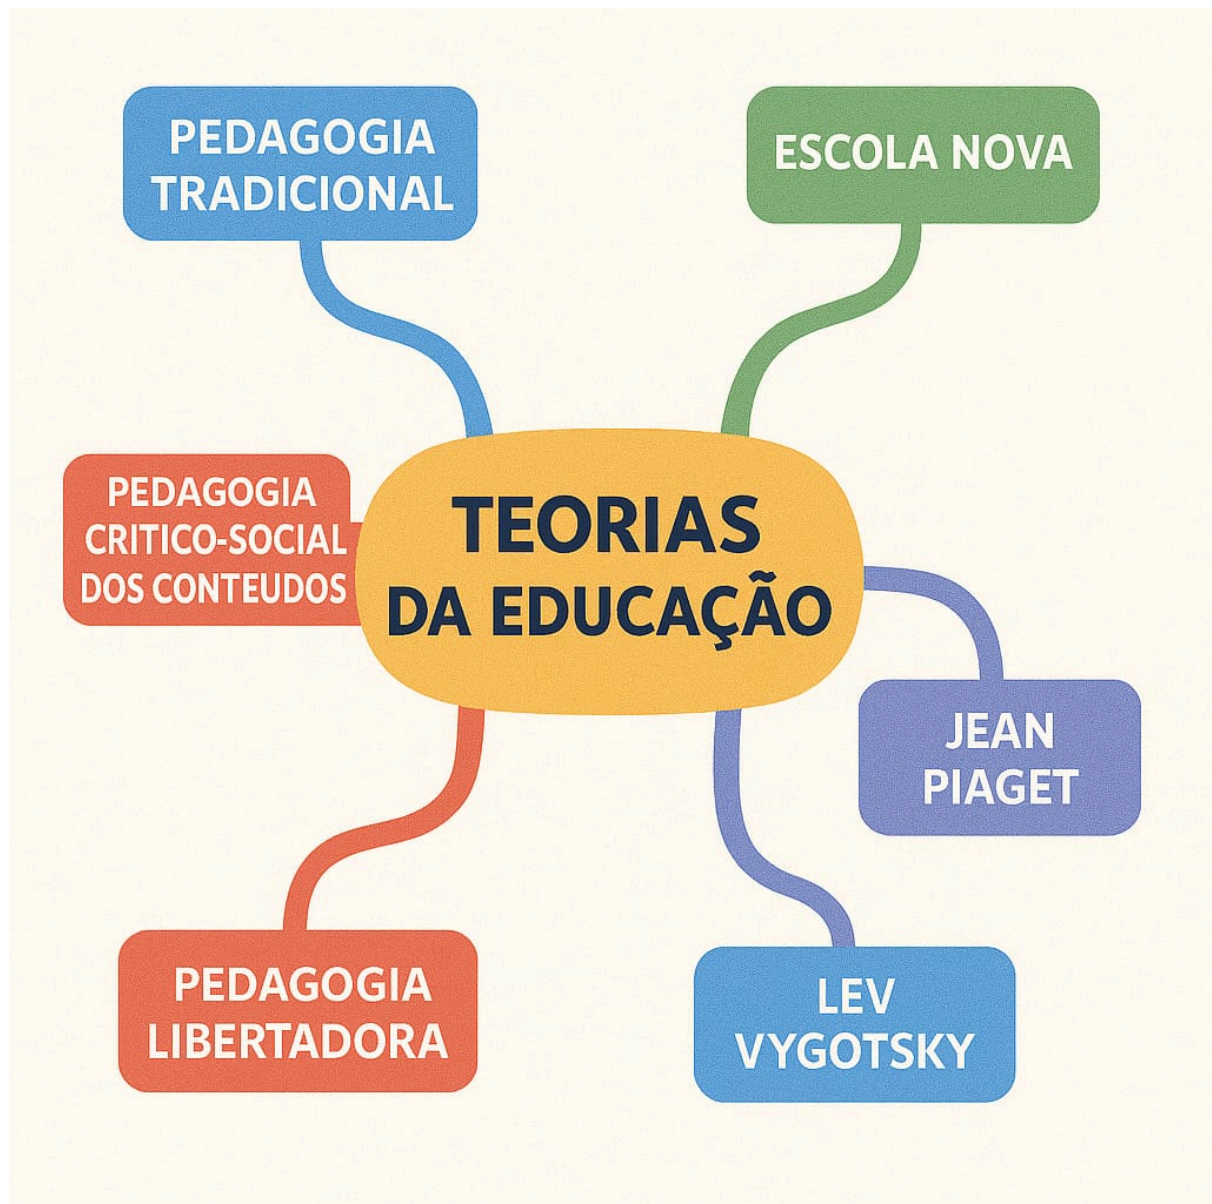 PEDAGOGIA
TRADICIONAL
ESCOLA NOVA
PEDAGOGIA
CRITICO-SOCIAL
DOS CONTEUDOS
TEORIAS
DA EDUCAÇÃO
JEAN
PIAGET
PEDAGOGIA
LIBERTADORA
LEV
VYGOTSKY